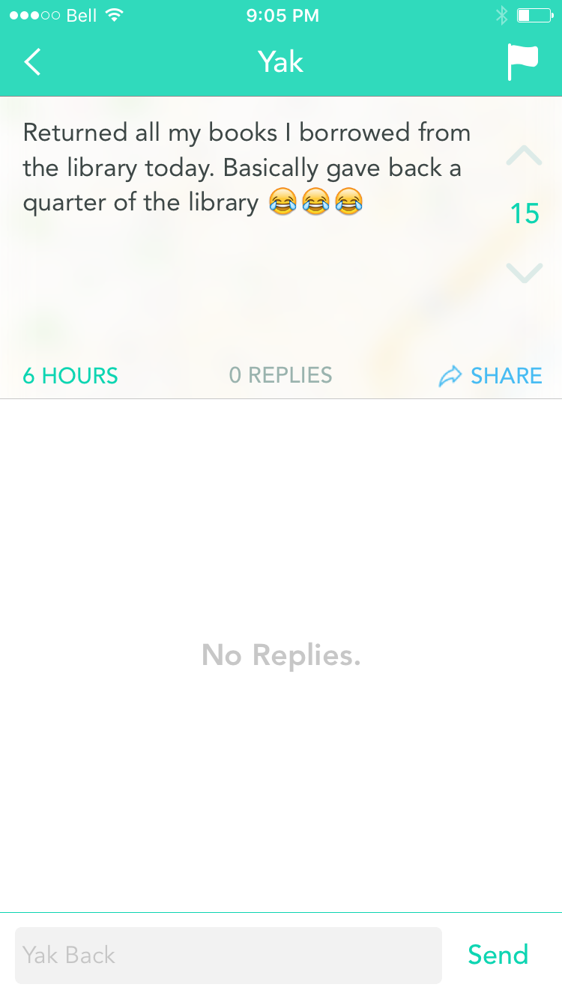 Bell 9:05 PM
Yak
Returned all my books I borrowed from
the library today. Basically gave back a
quarter of the library 😂😂😂
15
6 HOURS 0 REPLIES SHARE
No Replies.
Yak Back Send